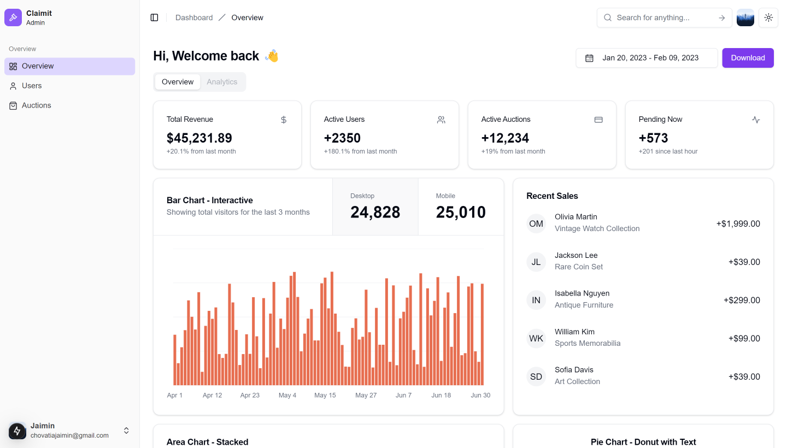 Claimit
Admin
Overview
Overview
Users
Auctions
Jaimin
chovatiajaimin@gmail.com
Dashboard
Overview
Search for anything...
Hi, Welcome back 👋
Jan 20, 2023 - Feb 09, 2023
Download
Overview
Analytics
Total Revenue
$45,231.89
+20.1% from last month
Active Users
+2350
+180.1% from last month
Active Auctions
+12,234
+19% from last month
Pending Now
+573
+201 since last hour
Bar Chart - Interactive
Showing total visitors for the last 3 months
Desktop
24,828
Mobile
25,010
Apr 1 Apr 12 Apr 23 May 4 May 15 May 27 Jun 7 Jun 18 Jun 30
Recent Sales
OM
Olivia Martin
Vintage Watch Collection
+$1,999.00
JL
Jackson Lee
Rare Coin Set
+$39.00
IN
Isabella Nguyen
Antique Furniture
+$299.00
WK
William Kim
Sports Memorabilia
+$99.00
SD
Sofia Davis
Art Collection
+$39.00
Area Chart - Stacked
Pie Chart - Donut with Text